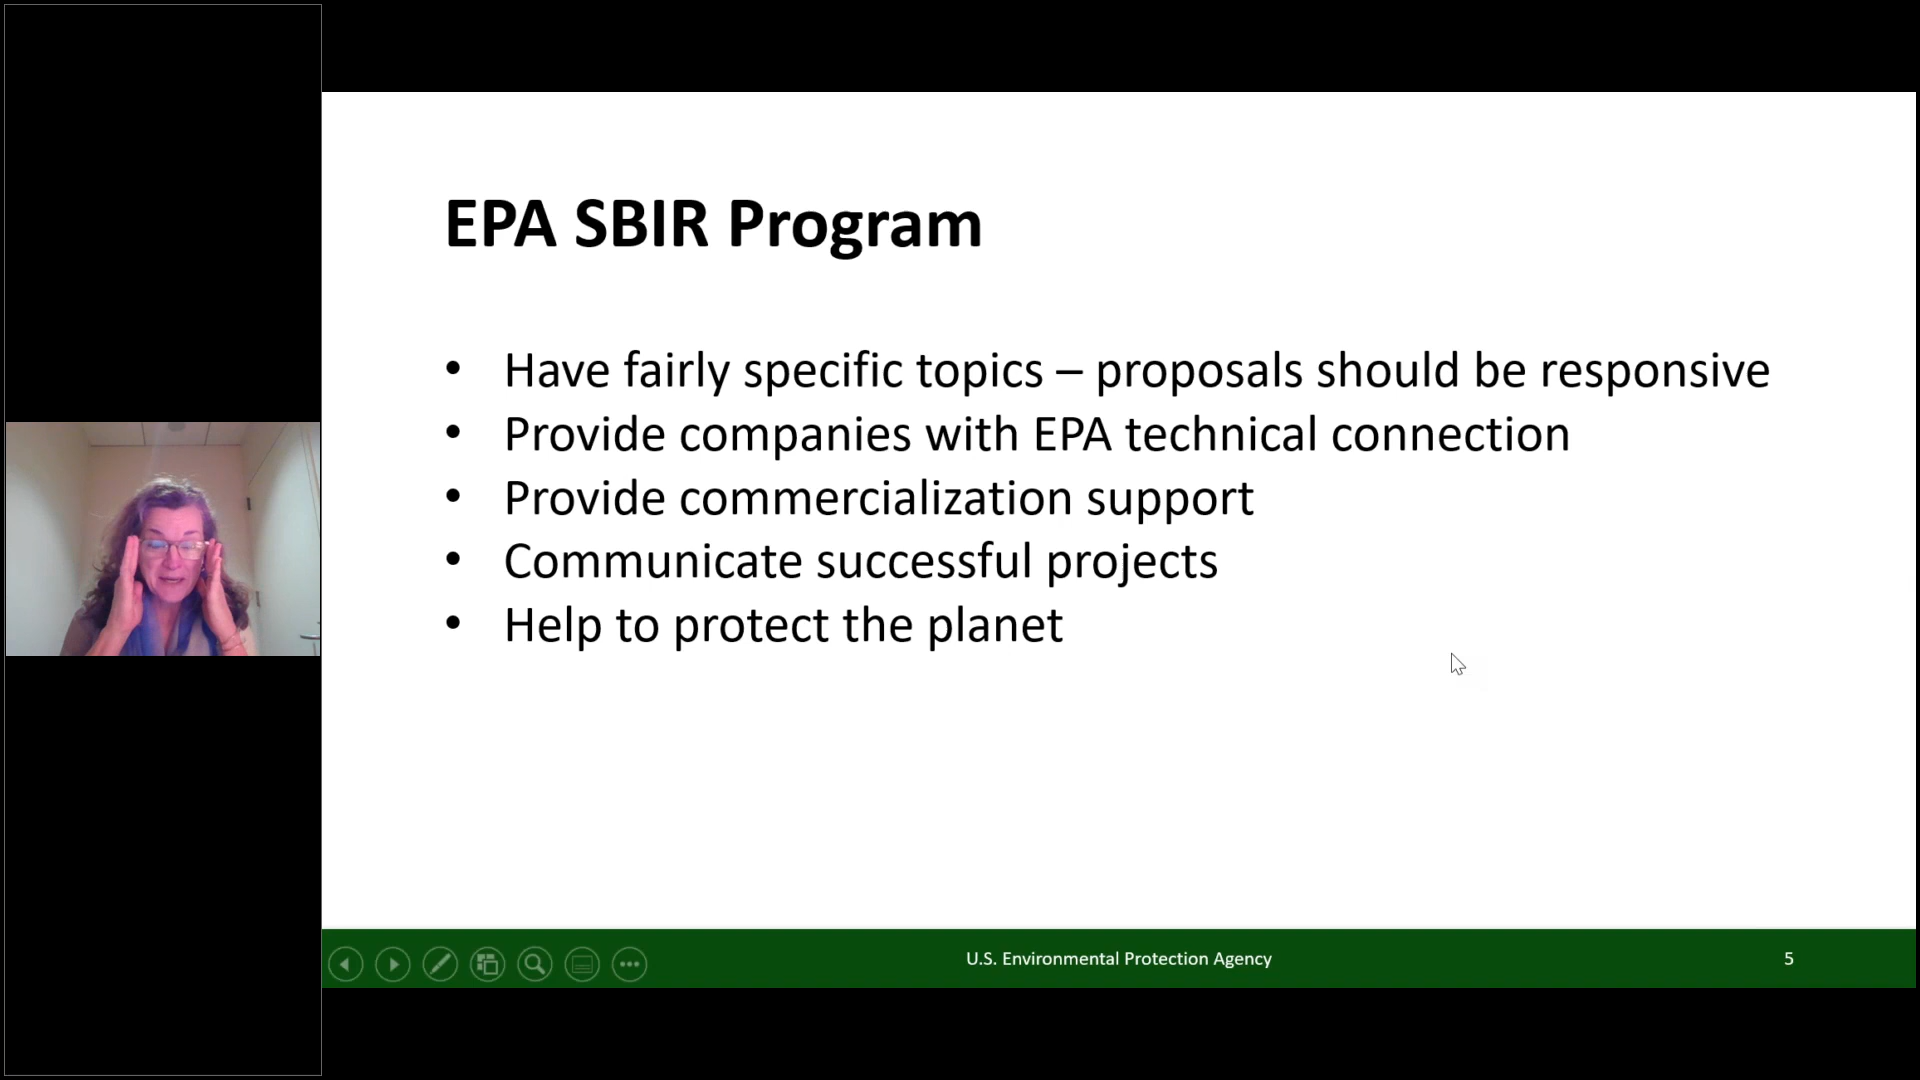 EPA SBIR Program
• Have fairly specific topics – proposals should be responsive
• Provide companies with EPA technical connection
• Provide commercialization support
• Communicate successful projects
• Help to protect the planet
U.S. Environmental Protection Agency
5